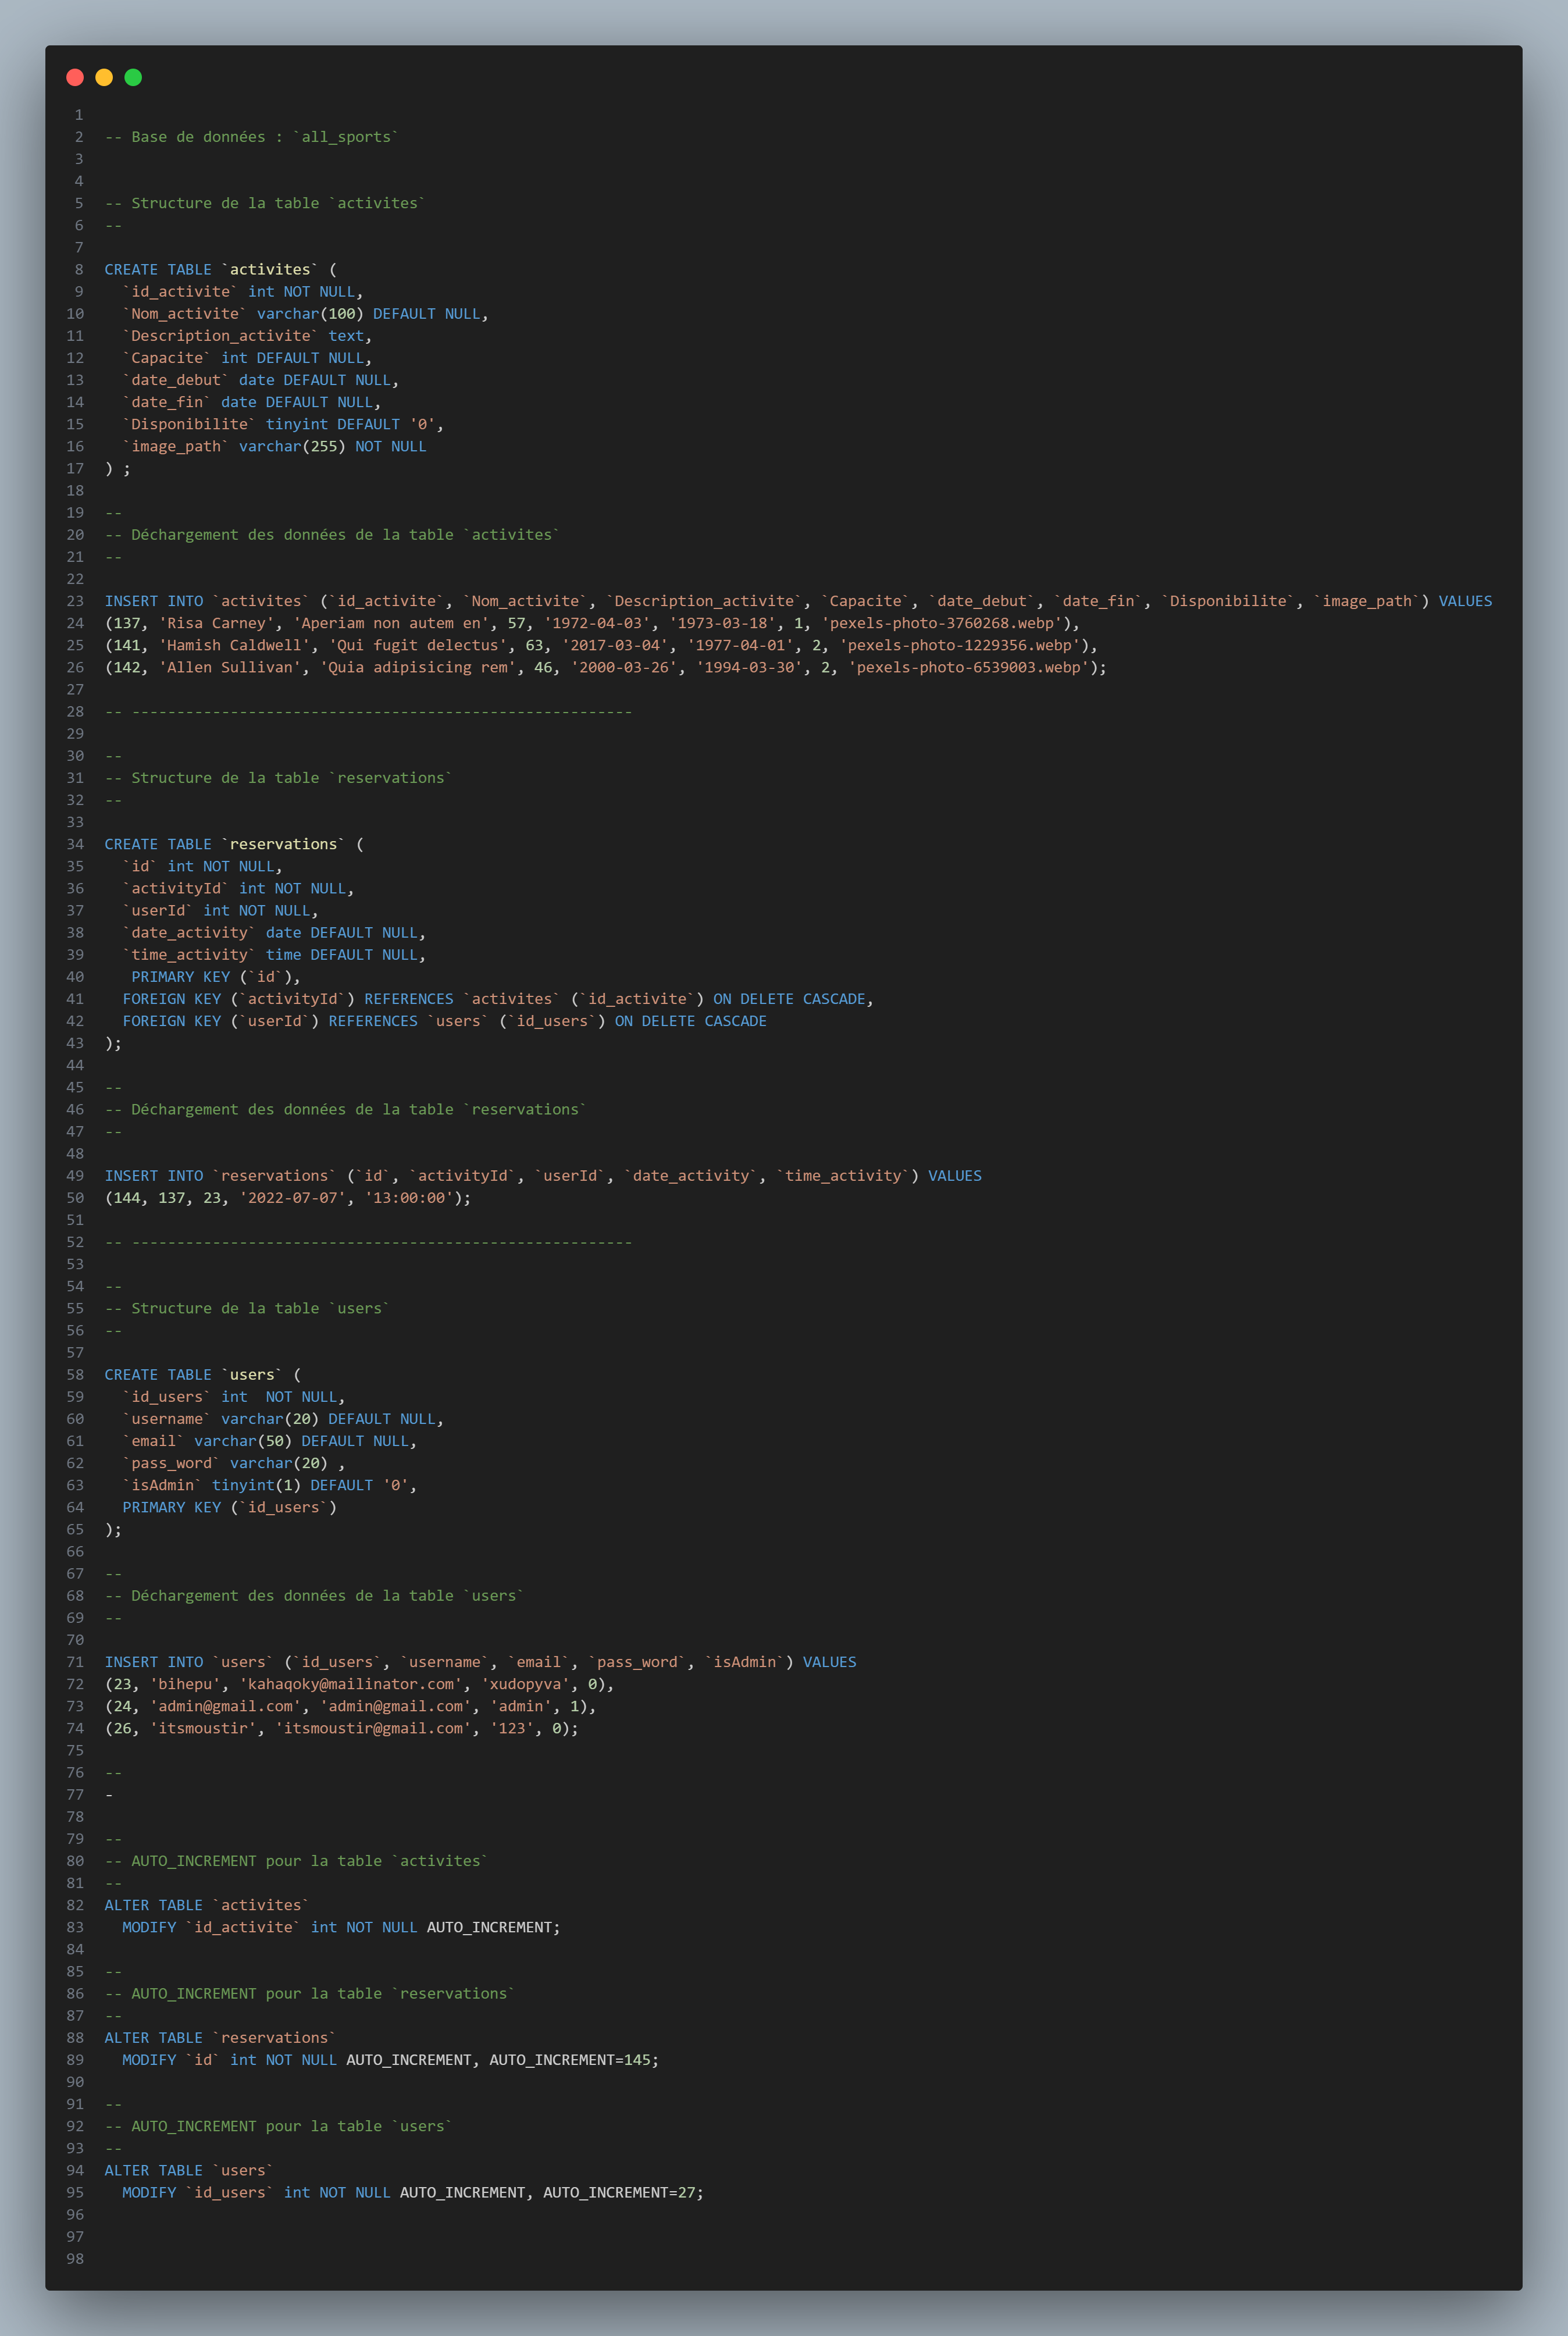 1
2 -- Base de données : `all_sports`
3
4
5 -- Structure de la table `activites`
6 --
7
8 CREATE TABLE `activites` (
9   `id_activite` int NOT NULL,
10   `Nom_activite` varchar(100) DEFAULT NULL,
11   `Description_activite` text,
12   `Capacite` int DEFAULT NULL,
13   `date_debut` date DEFAULT NULL,
14   `date_fin` date DEFAULT NULL,
15   `Disponibilite` tinyint DEFAULT '0',
16   `image_path` varchar(255) NOT NULL
17 ) ;
18
19 --
20 -- Déchargement des données de la table `activites`
21 --
22
23 INSERT INTO `activites` (`id_activite`, `Nom_activite`, `Description_activite`, `Capacite`, `date_debut`, `date_fin`, `Disponibilite`, `image_path`) VALUES
24 (137, 'Risa Carney', 'Aperiam non autem en', 57, '1972-04-03', '1973-03-18', 1, 'pexels-photo-3760268.webp'),
25 (141, 'Hamish Caldwell', 'Qui fugit delectus', 63, '2017-03-04', '1977-04-01', 2, 'pexels-photo-1229356.webp'),
26 (142, 'Allen Sullivan', 'Quia adipisicing rem', 46, '2000-03-26', '1994-03-30', 2, 'pexels-photo-6539003.webp');
27
28 -- --------------------------------------------------------
29
30 --
31 -- Structure de la table `reservations`
32 --
33
34 CREATE TABLE `reservations` (
35   `id` int NOT NULL,
36   `activityId` int NOT NULL,
37   `userId` int NOT NULL,
38   `date_activity` date DEFAULT NULL,
39   `time_activity` time DEFAULT NULL,
40    PRIMARY KEY (`id`),
41   FOREIGN KEY (`activityId`) REFERENCES `activites` (`id_activite`) ON DELETE CASCADE,
42   FOREIGN KEY (`userId`) REFERENCES `users` (`id_users`) ON DELETE CASCADE
43 );
44
45 --
46 -- Déchargement des données de la table `reservations`
47 --
48
49 INSERT INTO `reservations` (`id`, `activityId`, `userId`, `date_activity`, `time_activity`) VALUES
50 (144, 137, 23, '2022-07-07', '13:00:00');
51
52 -- --------------------------------------------------------
53
54 --
55 -- Structure de la table `users`
56 --
57
58 CREATE TABLE `users` (
59   `id_users` int  NOT NULL,
60   `username` varchar(20) DEFAULT NULL,
61   `email` varchar(50) DEFAULT NULL,
62   `pass_word` varchar(20) ,
63   `isAdmin` tinyint(1) DEFAULT '0',
64   PRIMARY KEY (`id_users`)
65 );
66
67 --
68 -- Déchargement des données de la table `users`
69 --
70
71 INSERT INTO `users` (`id_users`, `username`, `email`, `pass_word`, `isAdmin`) VALUES
72 (23, 'bihepu', 'kahaqoky@mailinator.com', 'xudopyva', 0),
73 (24, 'admin@gmail.com', 'admin@gmail.com', 'admin', 1),
74 (26, 'itsmoustir', 'itsmoustir@gmail.com', '123', 0);
75
76 --
77 -
78
79 --
80 -- AUTO_INCREMENT pour la table `activites`
81 --
82 ALTER TABLE `activites`
83   MODIFY `id_activite` int NOT NULL AUTO_INCREMENT;
84
85 --
86 -- AUTO_INCREMENT pour la table `reservations`
87 --
88 ALTER TABLE `reservations`
89   MODIFY `id` int NOT NULL AUTO_INCREMENT, AUTO_INCREMENT=145;
90
91 --
92 -- AUTO_INCREMENT pour la table `users`
93 --
94 ALTER TABLE `users`
95   MODIFY `id_users` int NOT NULL AUTO_INCREMENT, AUTO_INCREMENT=27;
96
97
98